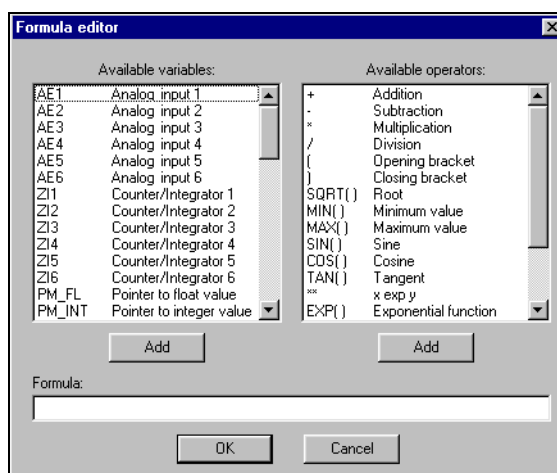 Formula editor
Available variables:
AE1 Analog input 1
AE2 Analog input 2
AE3 Analog input 3
AE4 Analog input 4
AE5 Analog input 5
AE6 Analog input 6
ZI1 Counter/Integrator 1
ZI2 Counter/Integrator 2
ZI3 Counter/Integrator 3
ZI4 Counter/Integrator 4
ZI5 Counter/Integrator 5
ZI6 Counter/Integrator 6
PM_FL Pointer to float value
PM_INT Pointer to integer value
Add
Available operators:
+ Addition
- Subtraction
* Multiplication
/ Division
( Opening bracket
) Closing bracket
SQRT( ) Root
MIN( ) Minimum value
MAX( ) Maximum value
SIN( ) Sine
COS( ) Cosine
TAN( ) Tangent
** x exp y
EXP( ) Exponential function
Add
Formula:
OK
Cancel